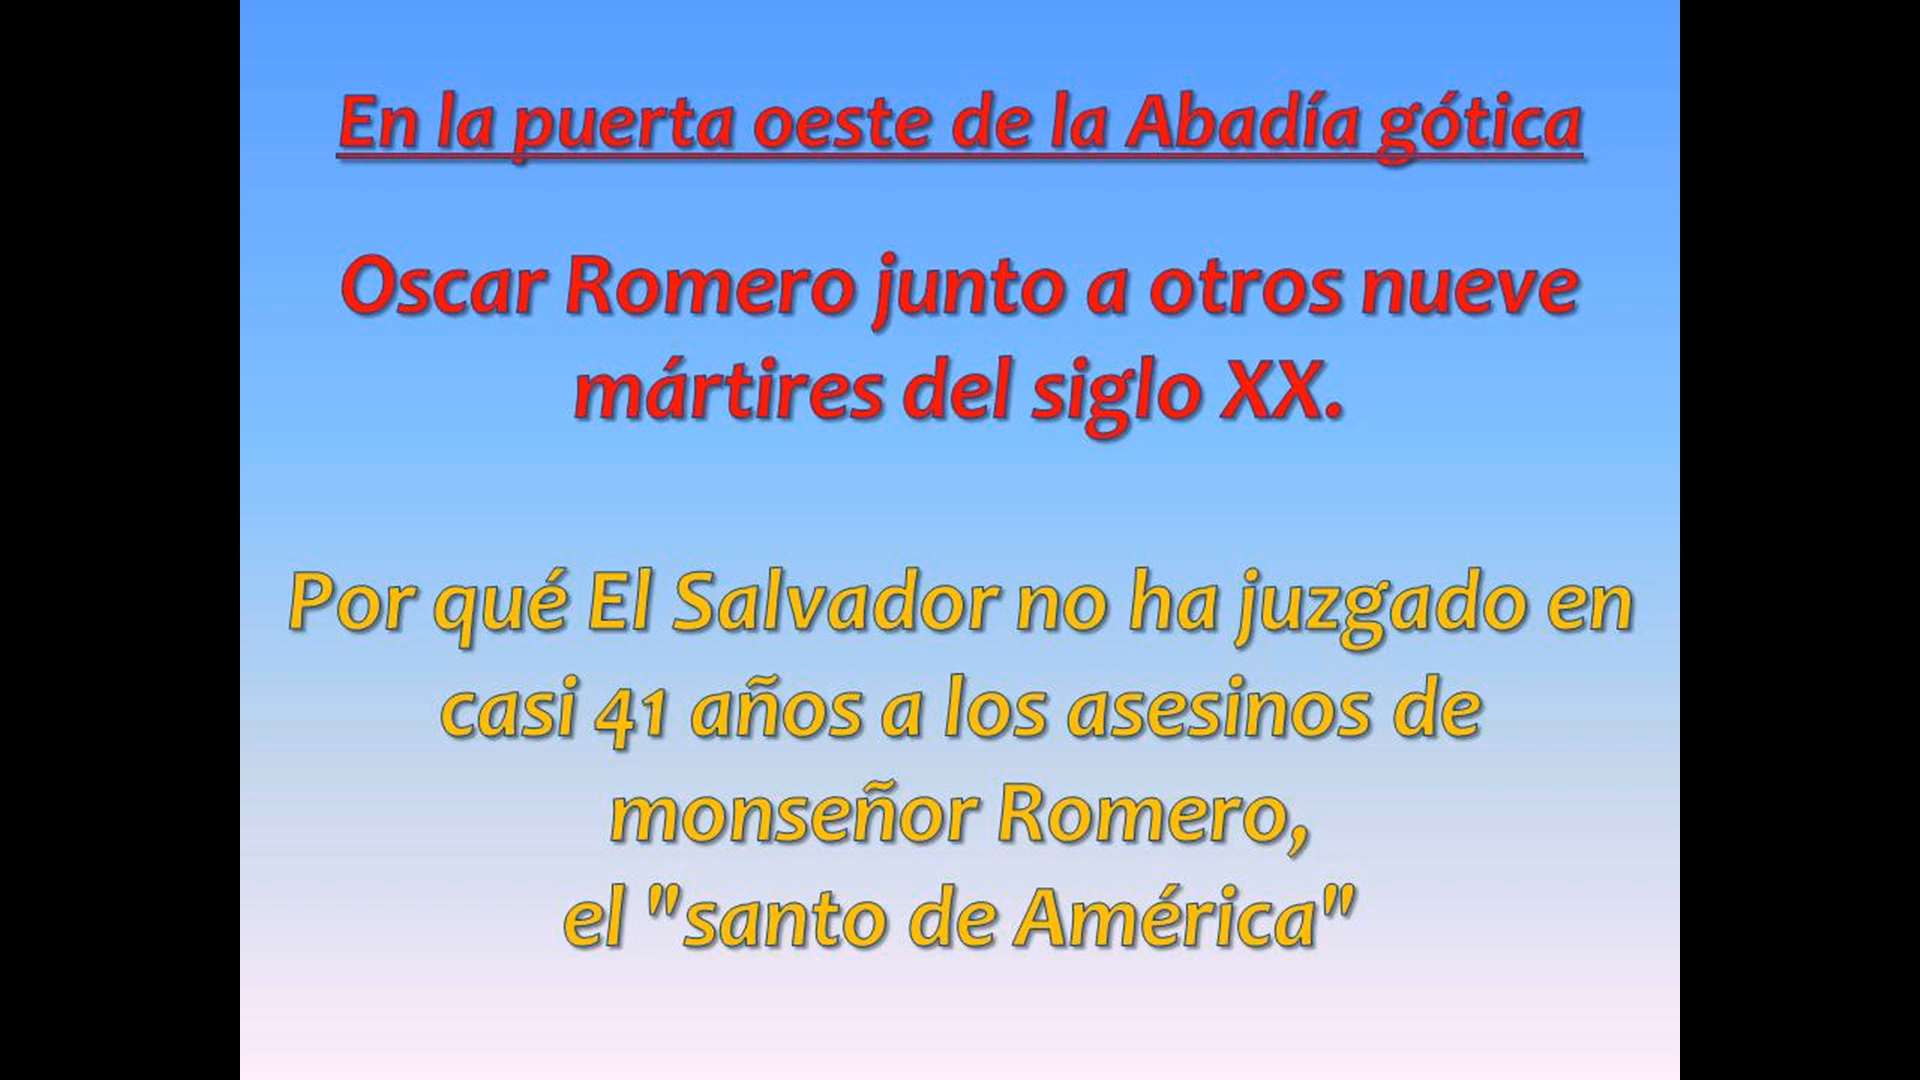 En la puerta oeste de la Abadía gótica
Oscar Romero junto a otros nueve
mártires del siglo XX.
Por qué El Salvador no ha juzgado en
casi 41 años a los asesinos de
monseñor Romero,
el "santo de América"